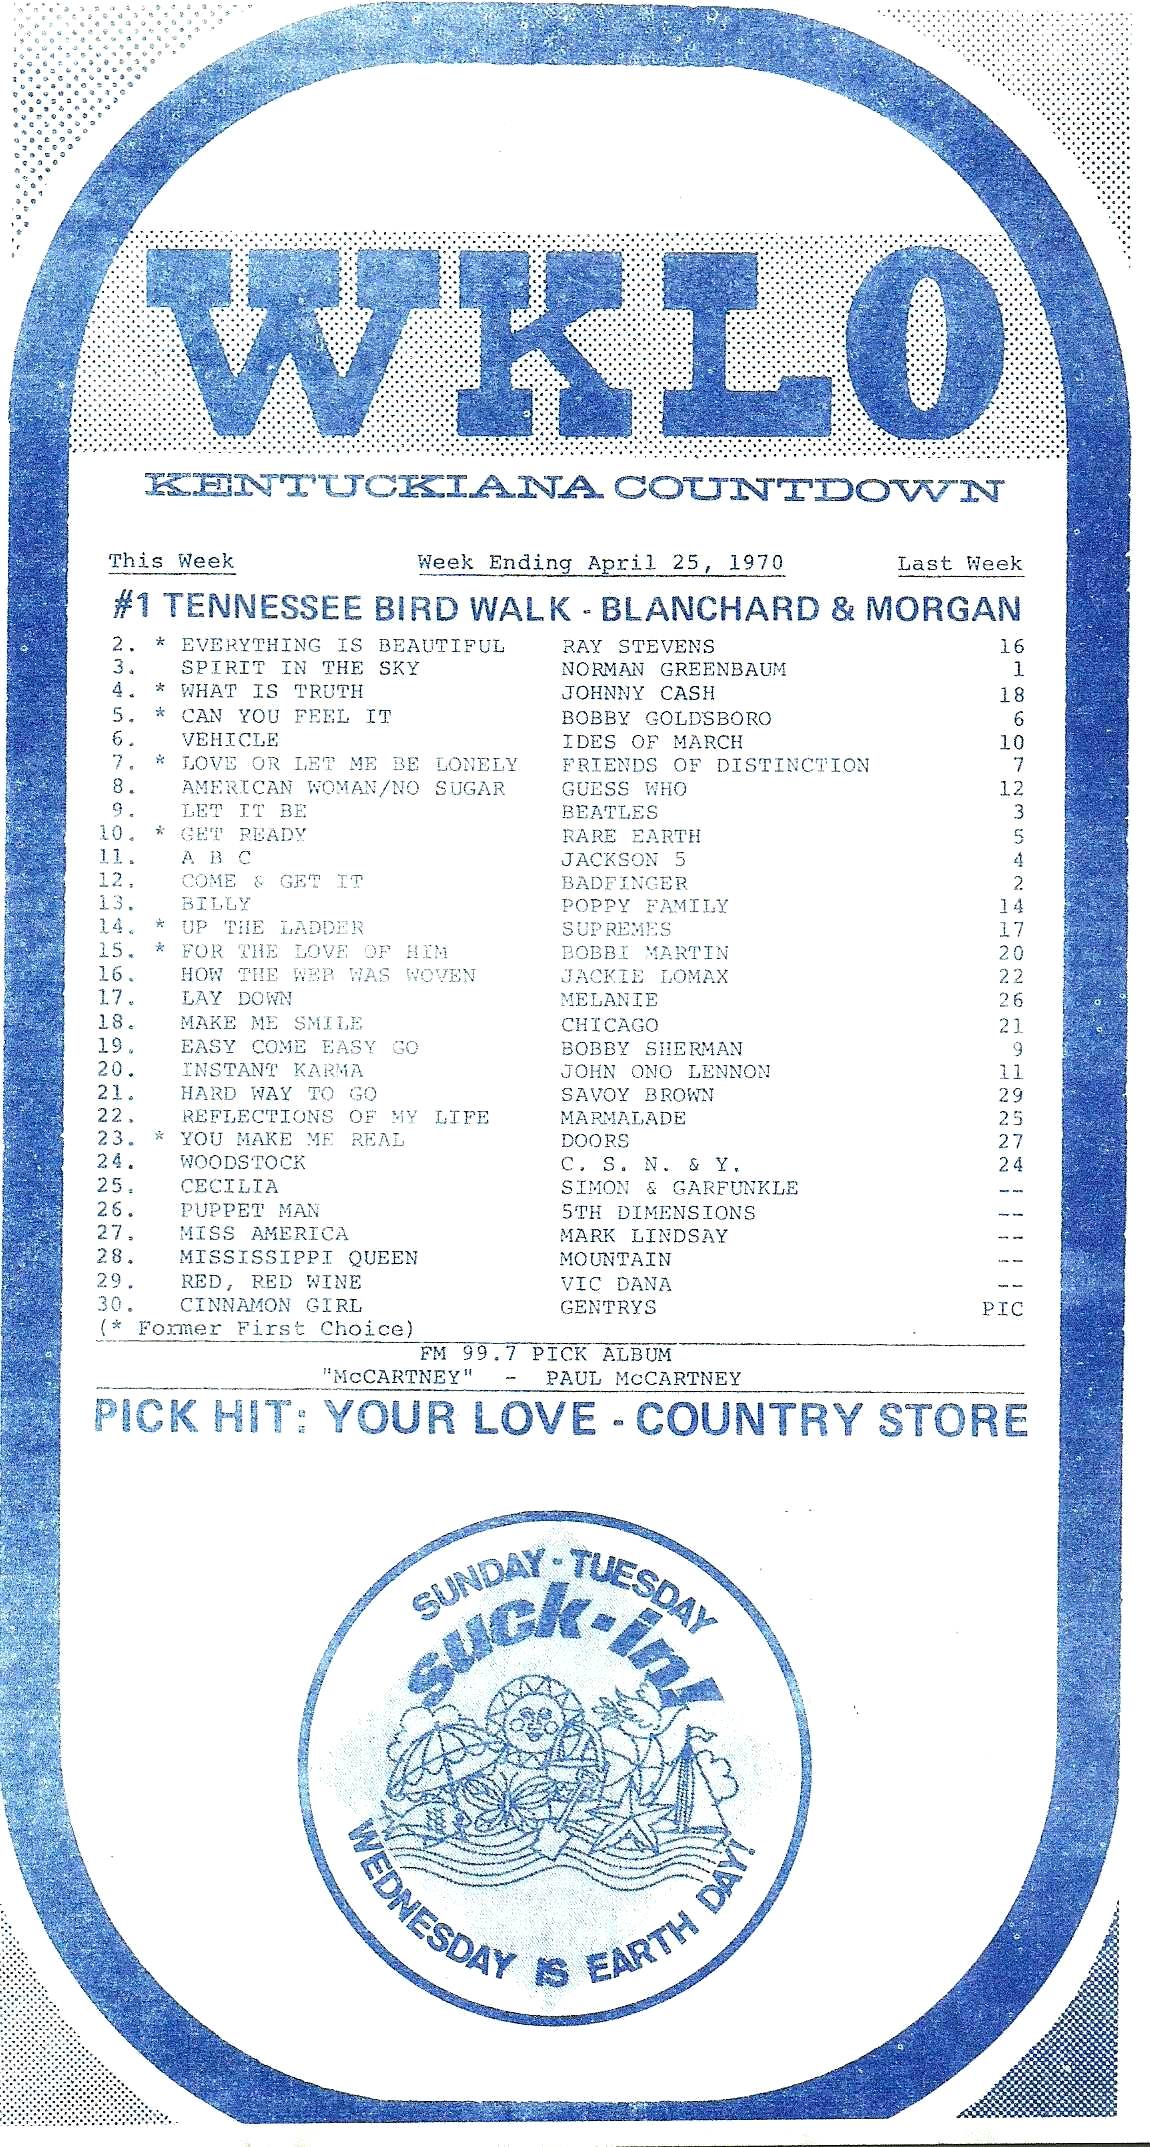 WKLO
KENTUCKIANA COUNTDOWN
This Week Week Ending April 25, 1970 Last Week
#1 TENNESSEE BIRD WALK - BLANCHARD & MORGAN
2. * EVERYTHING IS BEAUTIFUL RAY STEVENS 16
3. SPIRIT IN THE SKY NORMAN GREENBAUM 1
4. * WHAT IS TRUTH JOHNNY CASH 18
5. * CAN YOU FEEL IT BOBBY GOLDSBORO 6
6. VEHICLE IDES OF MARCH 10
7. * LOVE OR LET ME BE LONELY FRIENDS OF DISTINCTION 7
8. AMERICAN WOMAN/NO SUGAR GUESS WHO 12
9. LET IT BE BEATLES 3
10. * GET READY RARE EARTH 5
11. A B C JACKSON 5 4
12. COME & GET IT BADFINGER 2
13. BILLY POPPY FAMILY 14
14. * UP THE LADDER SUPREMES 17
15. * FOR THE LOVE OF HIM BOBBI MARTIN 20
16. HOW THE WEB WAS WOVEN JACKIE LOMAX 22
17. LAY DOWN MELANIE 26
18. MAKE ME SMILE CHICAGO 21
19. EASY COME EASY GO BOBBY SHERMAN 9
20. INSTANT KARMA JOHN ONO LENNON 11
21. HARD WAY TO GO SAVOY BROWN 29
22. REFLECTIONS OF MY LIFE MARMALADE 25
23. * YOU MAKE ME REAL DOORS 27
24. WOODSTOCK C. S. N. & Y. 24
25. CECILIA SIMON & GARFUNKLE --
26. PUPPET MAN 5TH DIMENSIONS --
27. MISS AMERICA MARK LINDSAY --
28. MISSISSIPPI QUEEN MOUNTAIN --
29. RED, RED WINE VIC DANA --
30. CINNAMON GIRL GENTRYS PIC
(* Former First Choice)
FM 99.7 PICK ALBUM
"McCARTNEY" - PAUL McCARTNEY
PICK HIT: YOUR LOVE - COUNTRY STORE
SUNDAY - TUESDAY
suck-in!
WEDNESDAY IS EARTH DAY!